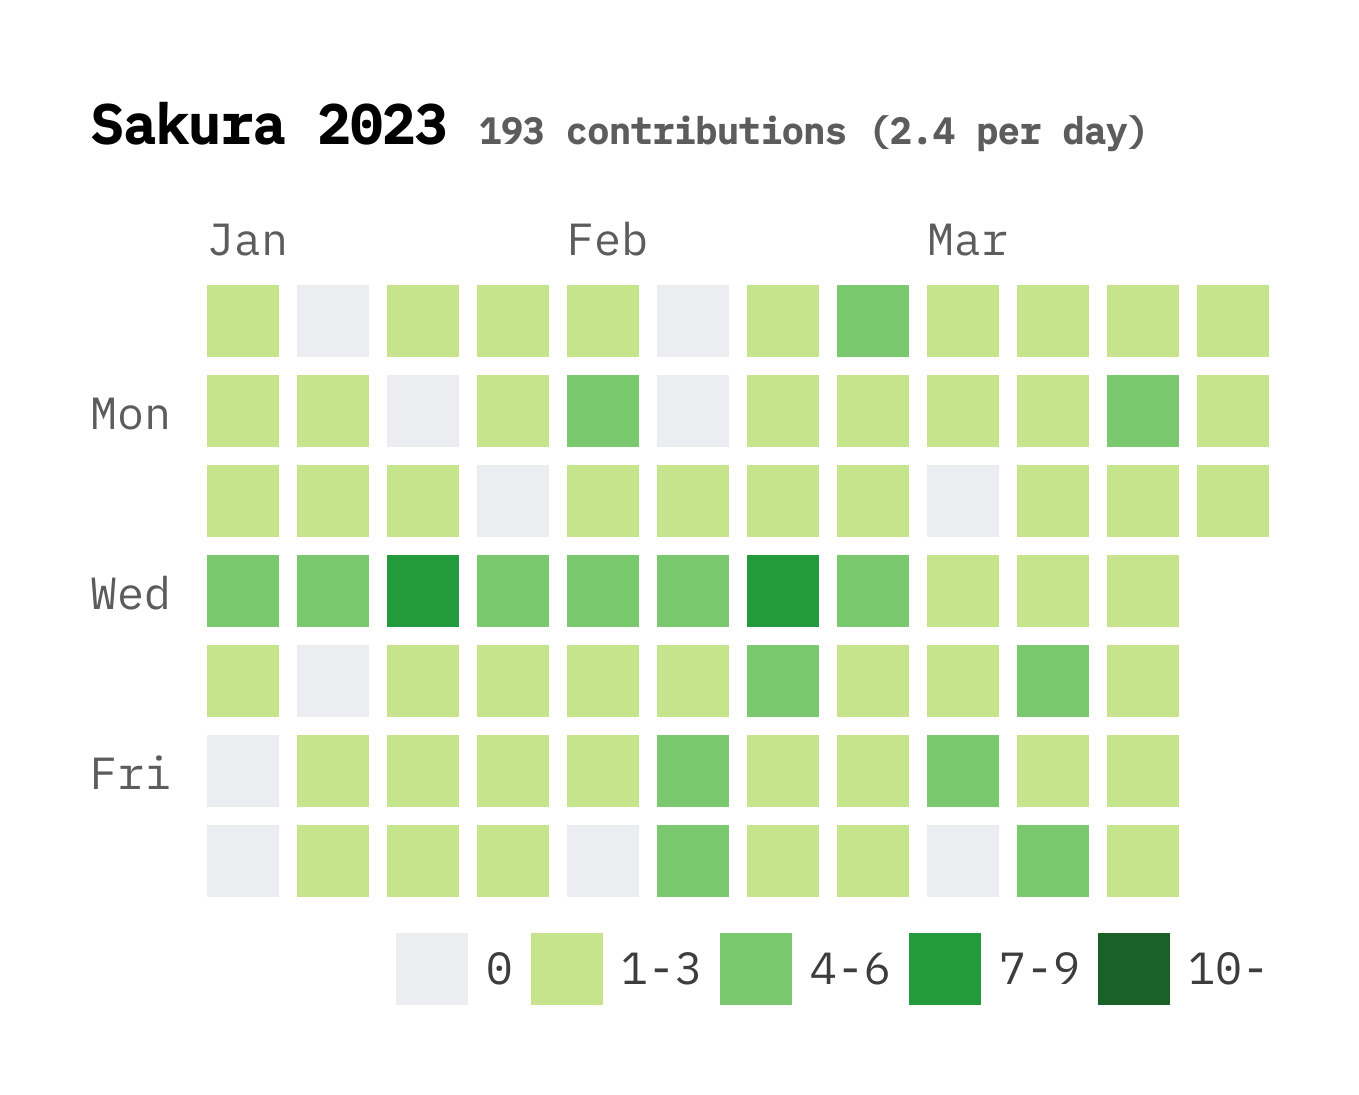 Sakura 2023 193 contributions (2.4 per day)
Jan Feb Mar
Mon
Wed
Fri
0 1-3 4-6 7-9 10-